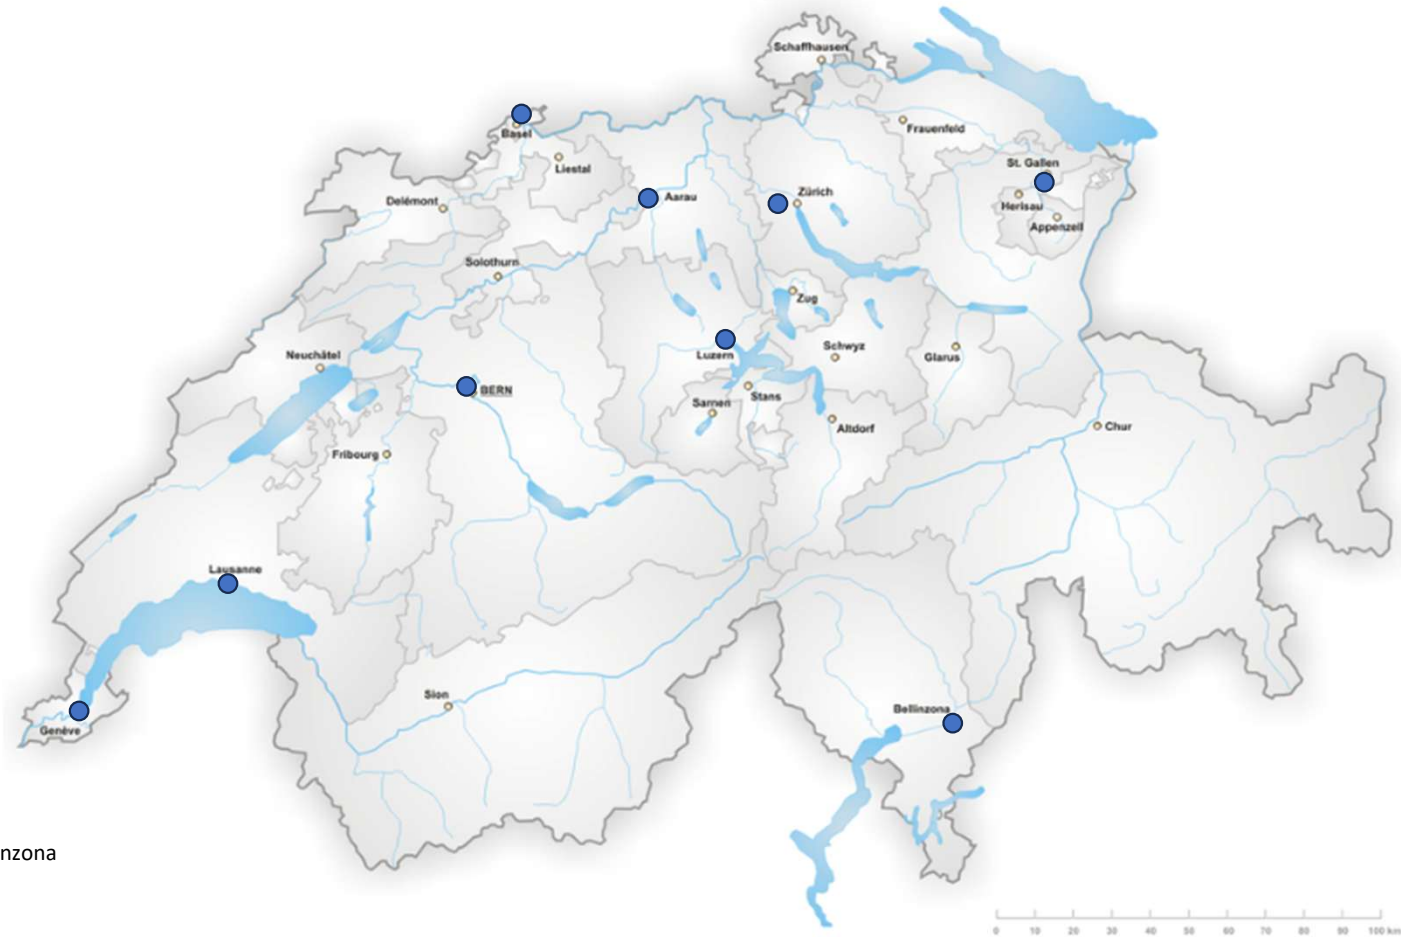 Schaffhausen
Frauenfeld
Basel
Liestal
St. Gallen
Herisau
Appenzell
Delémont
Aarau
Zürich
Solothurn
Zug
Neuchâtel
Luzern
Schwyz
Glarus
BERN
Stans
Sarnen
Altdorf
Chur
Fribourg
Lausanne
Sion
Bellinzona
Genève
nzona
0 10 20 30 40 50 60 70 80 90 100 km